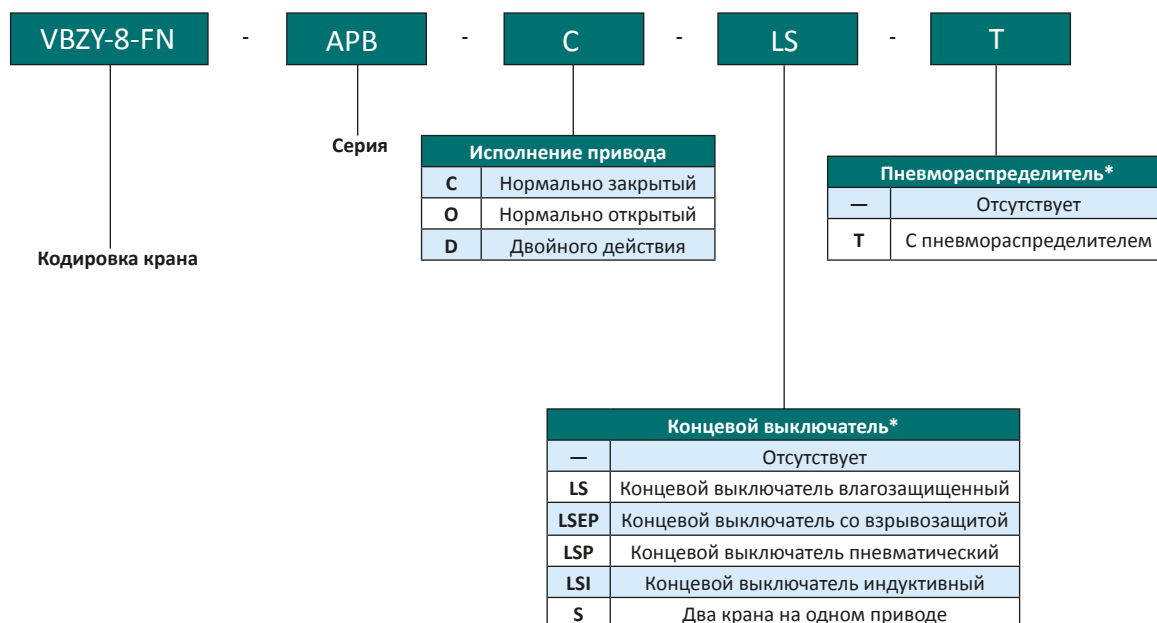 VBZY-8-FN - APB - C - LS - T
Серия
Кодировка крана
Исполнение привода
C Нормально закрытый
O Нормально открытый
D Двойного действия
Пневмораспределитель*
— Отсутствует
T С пневмораспределителем
Концевой выключатель*
— Отсутствует
LS Концевой выключатель влагозащищенный
LSEP Концевой выключатель со взрывозащитой
LSP Концевой выключатель пневматический
LSI Концевой выключатель индуктивный
S Два крана на одном приводе